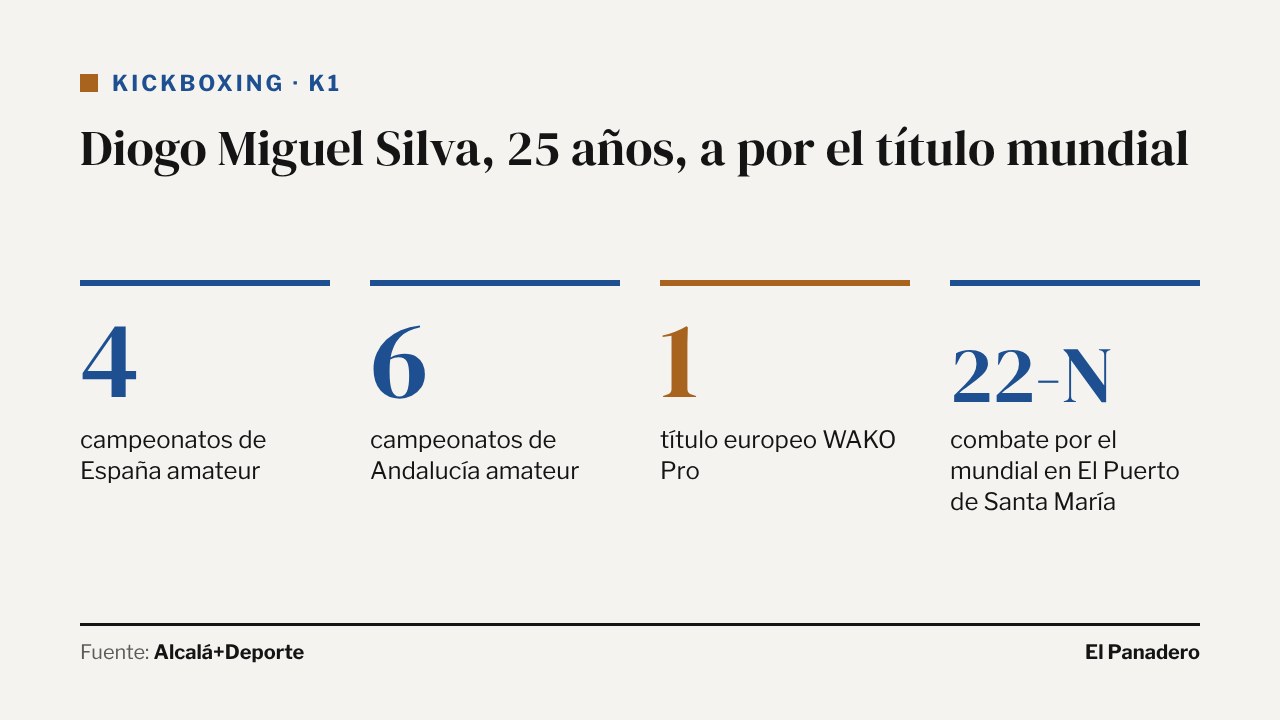 KICKBOXING · K1
Diogo Miguel Silva, 25 años, a por el título mundial
4
campeonatos de
España amateur
6
campeonatos de
Andalucía amateur
1
título europeo WAKO
Pro
22-N
combate por el
mundial en El Puerto
de Santa María
Fuente: Alcalá+Deporte
El Panadero